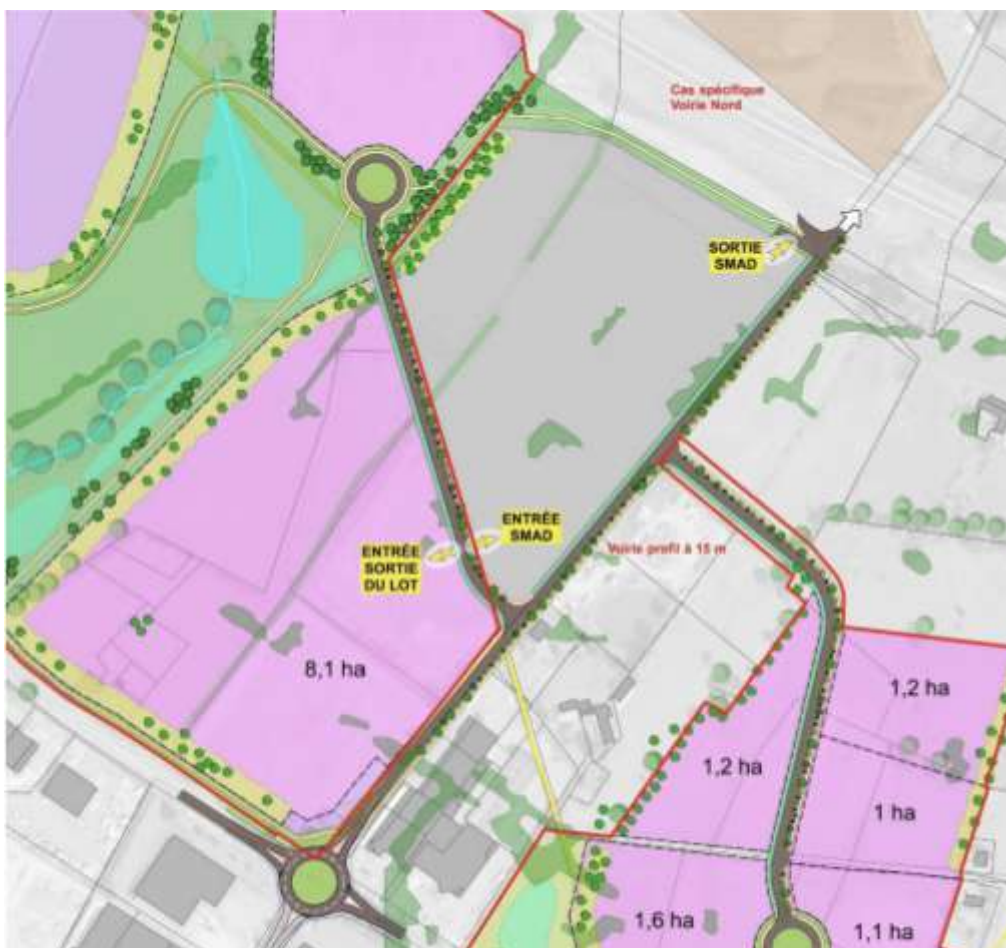 Cas spécifique
Voirie Nord
SORTIE
SMAD
ENTRÉE
SMAD
ENTRÉE
SORTIE
DU LOT
Voirie profil à 15 m
8,1 ha
1,2 ha
1,2 ha
1 ha
1,6 ha
1,1 ha